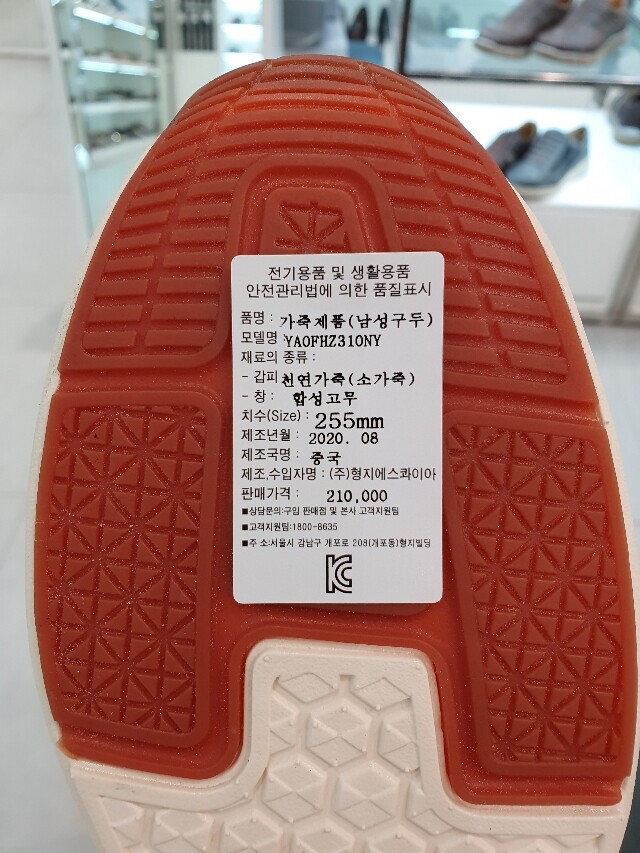 전기용품 및 생활용품
안전관리법에 의한 품질표시
품명 : 가죽제품(남성구두)
모델명 : YA0FHZ310NY
재료의 종류 :
- 갑피 천연가죽(소가죽)
- 창 : 합성고무
치수(Size) : 255mm
제조년월 : 2020. 08
제조국명 : 중국
제조,수입자명 : (주)형지에스콰이아
판매가격 : 210,000
■상담문의:구입 판매점 및 본사 고객지원팀
■고객지원팀:1800-8635
■주 소:서울시 강남구 개포로 208(개포동)형지빌딩
KC